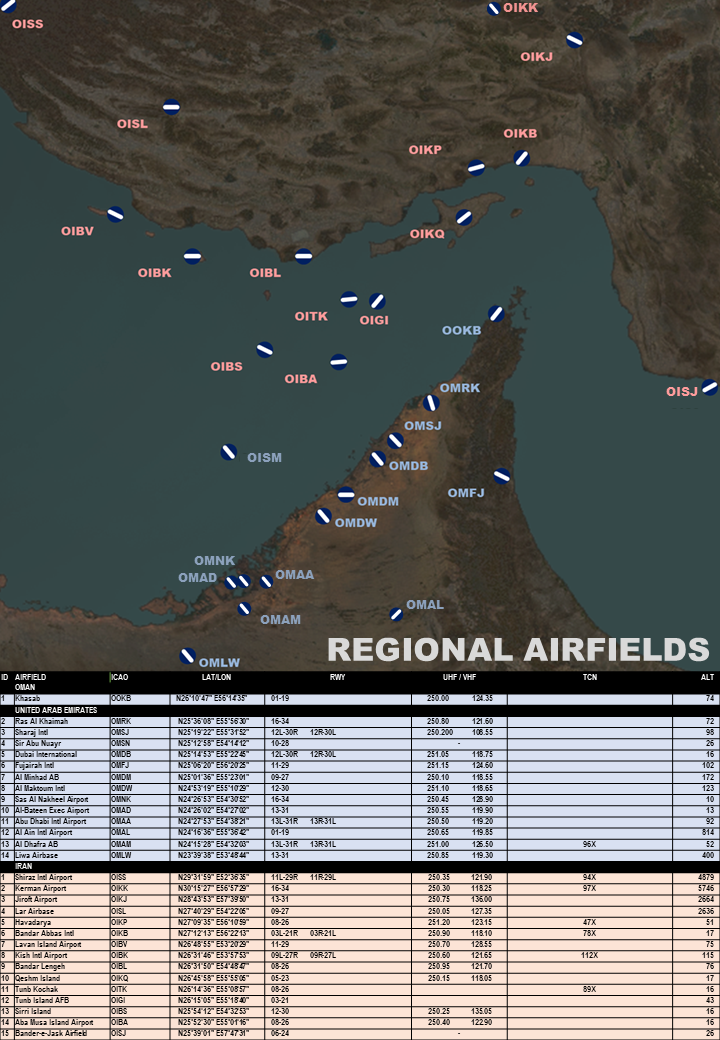 OISS
OIKK
OIKJ
OISL
OIKB
OIKP
OIBV
OIKQ
OIBK
OIBL
OITK
OIGI
OOKB
OIBS
OIBA
OMRK
OISJ
OMSJ
OISM
OMDB
OMFJ
OMDM
OMDW
OMNK
OMAD
OMAA
OMAM
OMAL
OMLW
REGIONAL AIRFIELDS
ID AIRFIELD ICAO LAT/LON RWY UHF / VHF TCN ALT
OMAN
1 Khasab OOKB N26°10'47" E56°14'35" 01-19 250.00 124.35 74
UNITED ARAB EMIRATES
2 Ras Al Khaimah OMRK N25°36'08" E55°56'30" 16-34 250.80 121.60 72
3 Sharaj Intl OMSJ N25°19'22" E55°31'52" 12L-30R 12R-30L 250.200 108.55 98
4 Sir Abu Nuayr OMSN N25°12'58" E54°14'12" 10-28 - 26
5 Dubai International OMDB N25°14'53" E55°22'45" 12L-30R 12R-30L 251.05 118.75 16
6 Fujairah Intl OMFJ N25°06'20" E56°20'25" 11-29 251.15 124.60 102
7 Al Minhad AB OMDM N25°01'36" E55°23'01" 09-27 250.10 118.55 172
8 Al Maktoum Intl OMDW N24°53'19" E55°10'29" 12-30 251.10 118.65 123
9 Sas Al Nakheel Airport OMNK N24°26'53" E54°30'52" 16-34 250.45 128.90 10
10 Al-Bateen Exec Airport OMAD N24°26'02" E54°27'02" 13-31 250.55 119.90 13
11 Abu Dhabi Intl Airport OMAA N24°27'53" E54°38'21" 13L-31R 13R-31L 250.50 119.20 92
12 Al Ain Intl Airport OMAL N24°16'36" E55°36'42" 01-19 250.65 119.85 814
13 Al Dhafra AB OMAM N24°15'28" E54°32'03" 13L-31R 13R-31L 251.00 126.50 96X 52
14 Liwa Airbase OMLW N23°39'38" E53°48'44" 13-31 250.85 119.30 400
IRAN
1 Shiraz Intl Airport OISS N29°31'59" E52°36'35" 11L-29R 11R-29L 250.35 121.90 94X 4879
2 Kerman Airport OIKK N30°15'27" E56°57'29" 16-34 250.30 118.25 97X 5746
3 Jiroft Airport OIKJ N28°43'53" E57°39'50" 13-31 250.75 136.00 2664
4 Lar Airbase OISL N27°40'29" E54°22'05" 09-27 250.05 127.35 2636
5 Havadarya OIKP N27°09'35" E56°10'59" 08-26 251.20 123.15 47X 51
6 Bandar Abbas Intl OIKB N27°12'13" E56°22'13" 03L-21R 03R-21L 250.90 118.10 78X 17
7 Lavan Island Airport OIBV N26°48'55" E53°20'29" 11-29 250.70 128.55 75
8 Kish Intl Airport OIBK N26°31'46" E53°57'53" 09L-27R 09R-27L 250.60 121.65 112X 115
9 Bandar Lengeh OIBL N26°31'50" E54°48'47" 08-26 250.95 121.70 76
10 Qeshm Island OIKQ N26°45'58" E55°55'05" 05-23 250.15 118.05 17
11 Tunb Kochak OITK N26°14'36" E55°08'57" 08-26 89X 16
12 Tunb Island AFB OIGI N26°15'05" E55°18'40" 03-21 43
13 Sirri Island OIBS N25°54'12" E54°32'53" 12-30 250.25 135.05 16
14 Aba Musa Island Airport OIBA N25°52'30" E55°01'16" 08-26 250.40 122.90 16
15 Bander-e-Jask Airfield OISJ N25°39'01" E57°47'31" 06-24 - 26